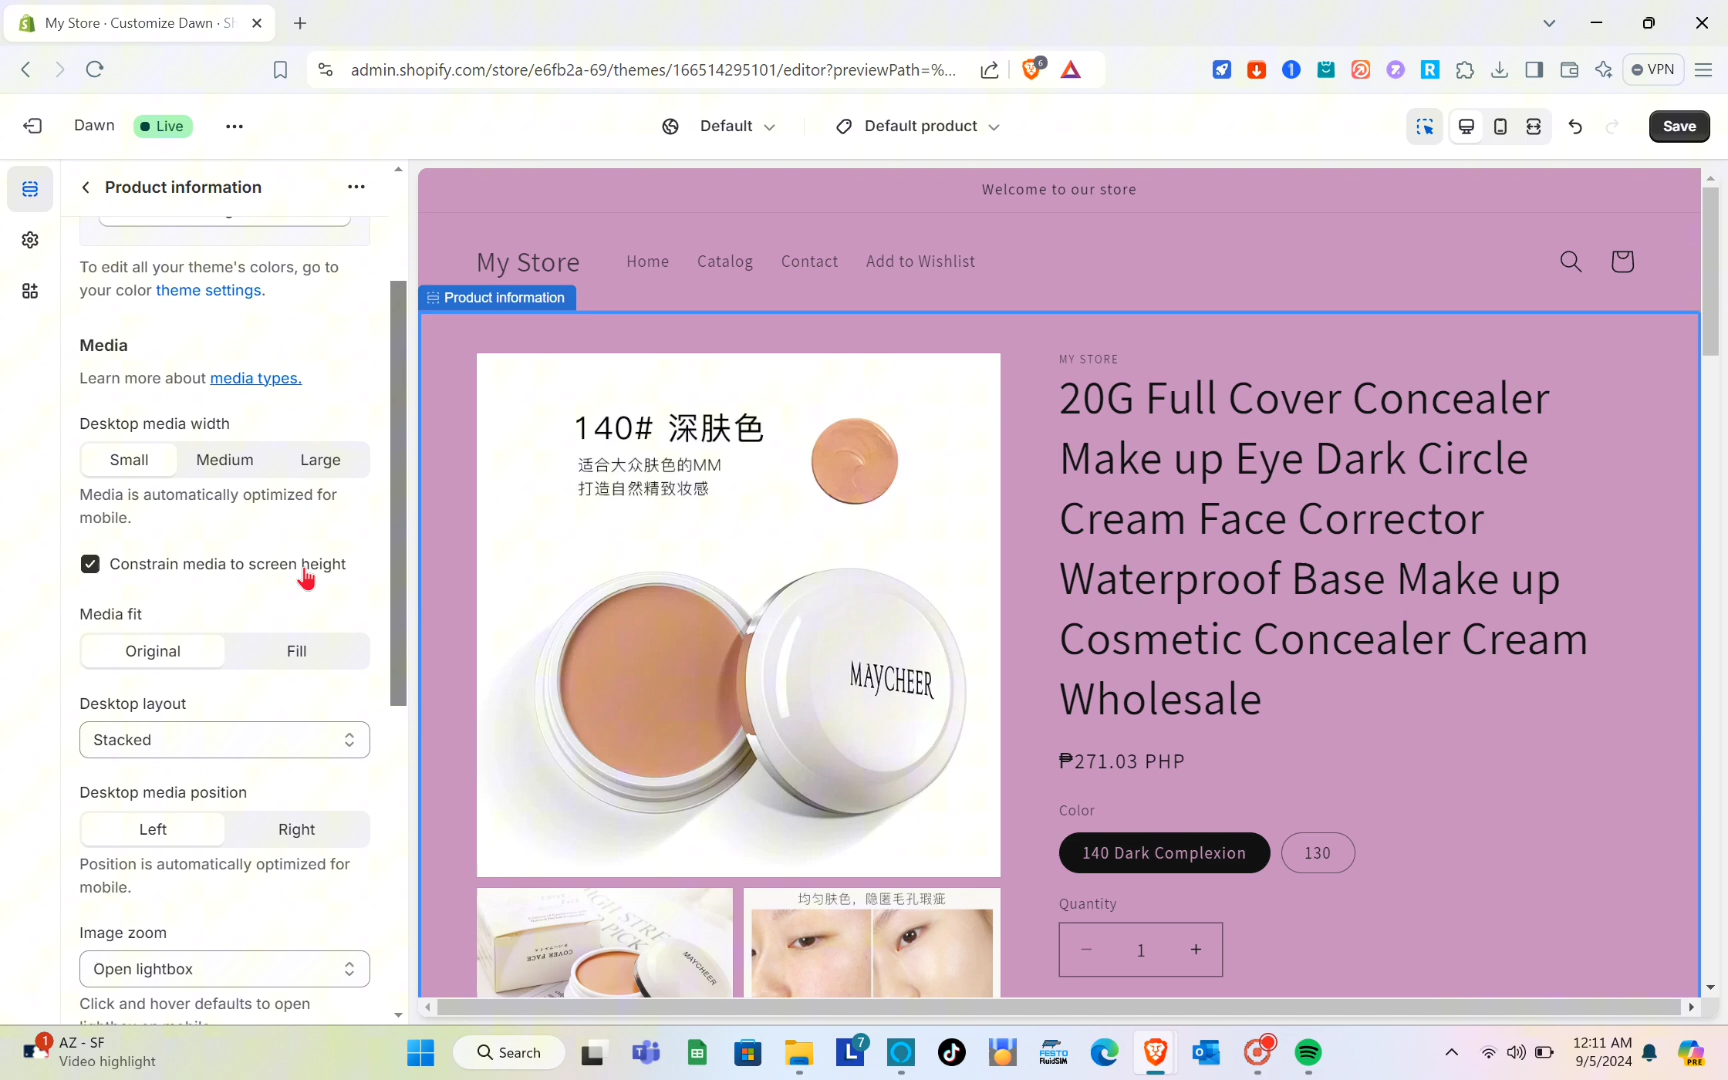 My Store · Customize Dawn · Sh
admin.shopify.com/store/e6fb2a-69/themes/166514295101/editor?previewPath=%...
6
VPN
Dawn
Live
Default
Default product
Save
Product information
To edit all your theme's colors, go to
your color theme settings.
Media
Learn more about media types.
Desktop media width
Small
Medium
Large
Media is automatically optimized for
mobile.
Constrain media to screen height
Media fit
Original
Fill
Desktop layout
Stacked
Desktop media position
Left
Right
Position is automatically optimized for
mobile.
Image zoom
Open lightbox
Click and hover defaults to open
Welcome to our store
My Store
Home
Catalog
Contact
Add to Wishlist
Product information
140# 深肤色
适合大众肤色的MM
打造自然精致妆感
MAYCHEER
MAYCHEER
均匀肤色，隐匿毛孔瑕疵
MY STORE
20G Full Cover Concealer
Make up Eye Dark Circle
Cream Face Corrector
Waterproof Base Make up
Cosmetic Concealer Cream
Wholesale
₱271.03 PHP
Color
140 Dark Complexion
130
Quantity
1
1
AZ - SF
Video highlight
Search
L
7
FESTO
FluidSIM
12:11 AM
9/5/2024
PRE